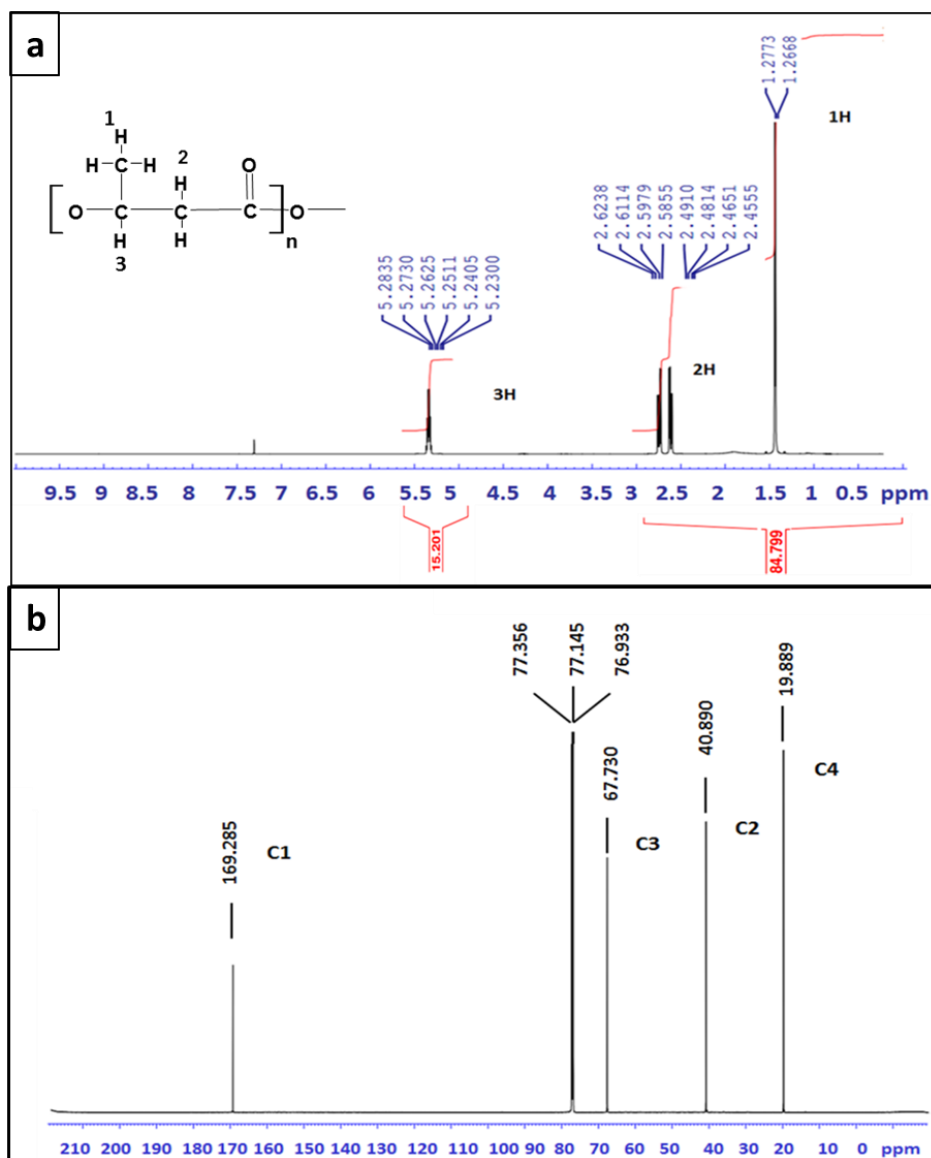 a
1
H
H-C-H
2
H
O
[O-C-C-C]O
n
H
H
3
5.2835
5.2730
5.2625
5.2511
5.2405
5.2300
3H
2.6238
2.6114
2.5979
2.5855
2.4910
2.4814
2.4651
2.4555
2H
1.2773
1.2668
1H
9.5 9 8.5 8 7.5 7 6.5 6 5.5 5 4.5 4 3.5 3 2.5 2 1.5 1 0.5 ppm
15.201
84.799
b
169.285
C1
77.356
77.145
76.933
67.730
C3
40.890
C2
19.889
C4
210 200 190 180 170 160 150 140 130 120 110 100 90 80 70 60 50 40 30 20 10 0 ppm